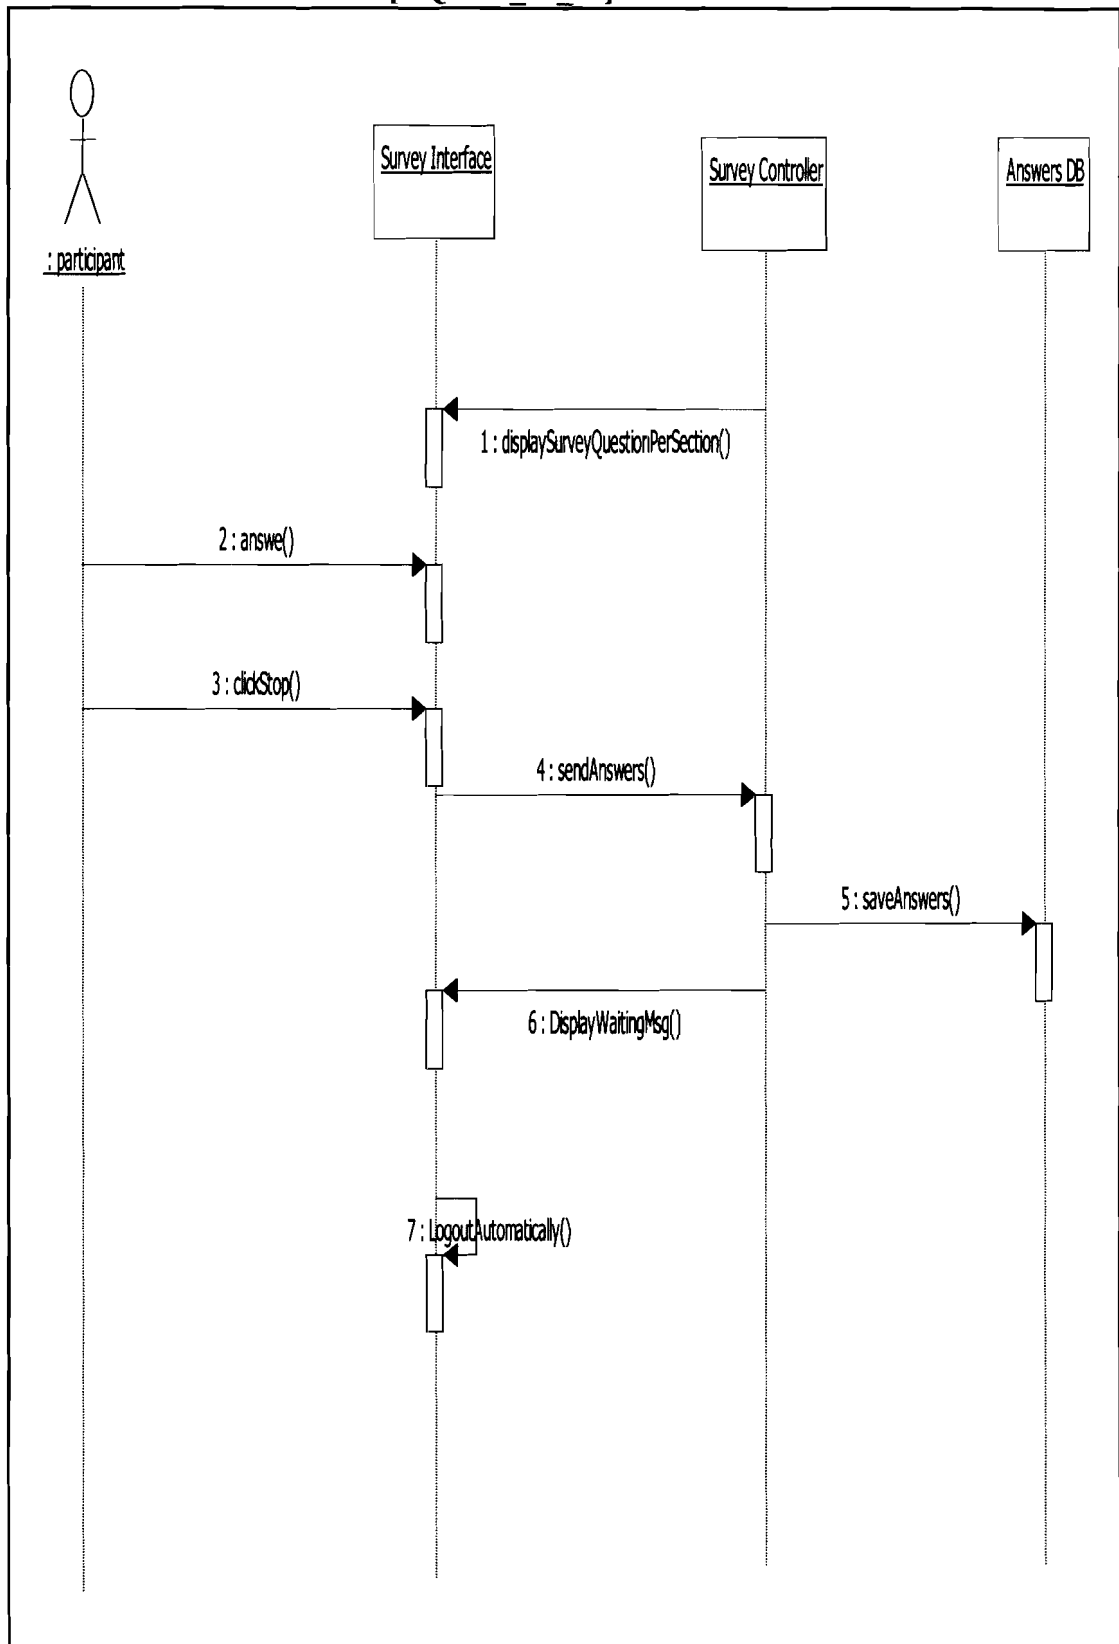 : participant
Survey Interface
Survey Controller
Answers DB
1 : displaySurveyQuestionPerSection()
2 : answe()
3 : clickStop()
4 : sendAnswers()
5 : saveAnswers()
6 : DisplayWaitingMsg()
7 : LogoutAutomatically()